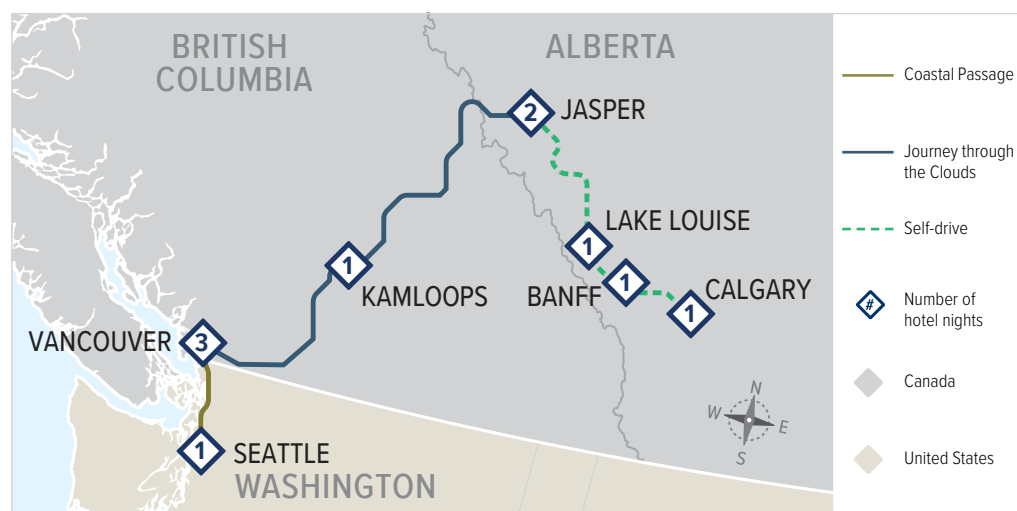 BRITISH
COLUMBIA
ALBERTA
2
JASPER
LAKE LOUISE
1
1
KAMLOOPS
BANFF
1
CALGARY
1
VANCOUVER
3
1
SEATTLE
WASHINGTON
N
W
E
S
Coastal Passage
Journey through
the Clouds
Self-drive
#
Number of
hotel nights
Canada
United States